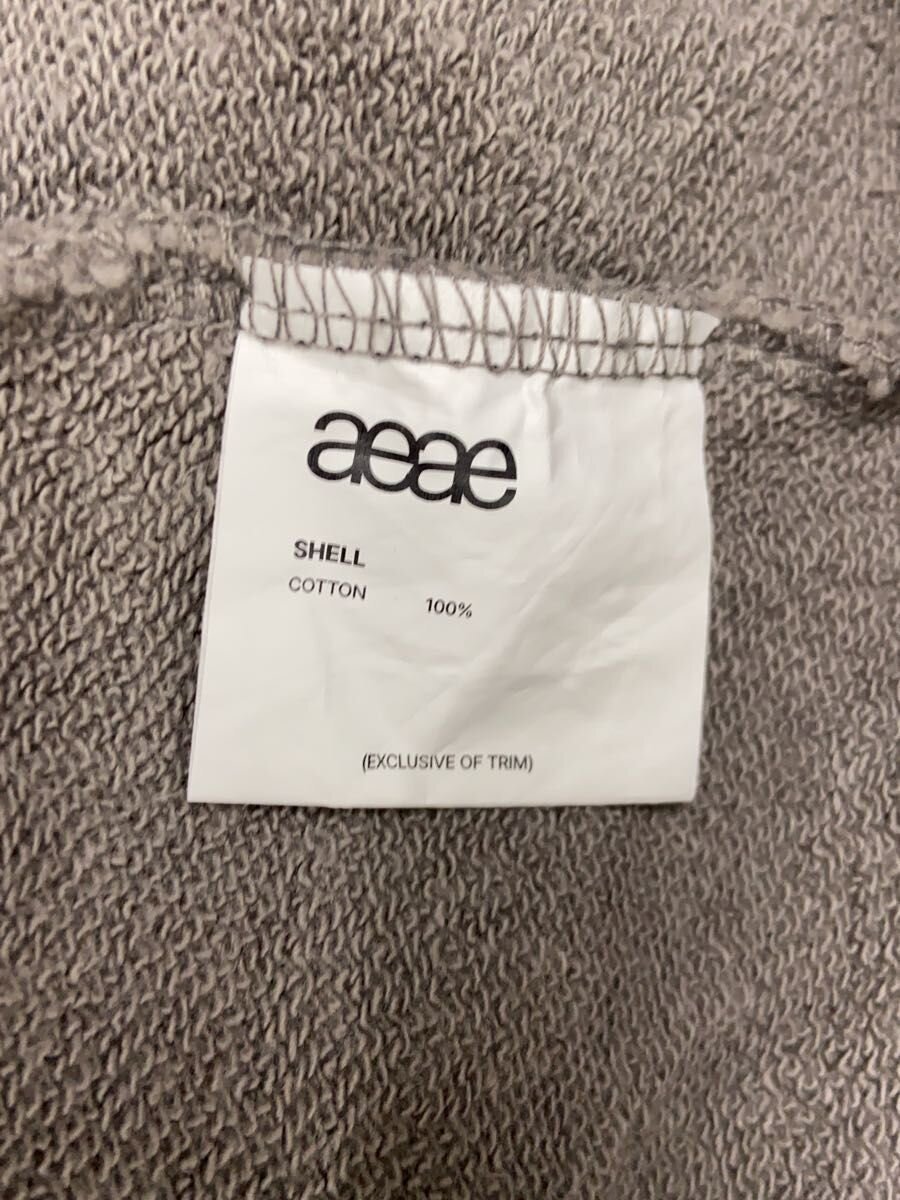 aeae
SHELL
COTTON 100%
(EXCLUSIVE OF TRIM)